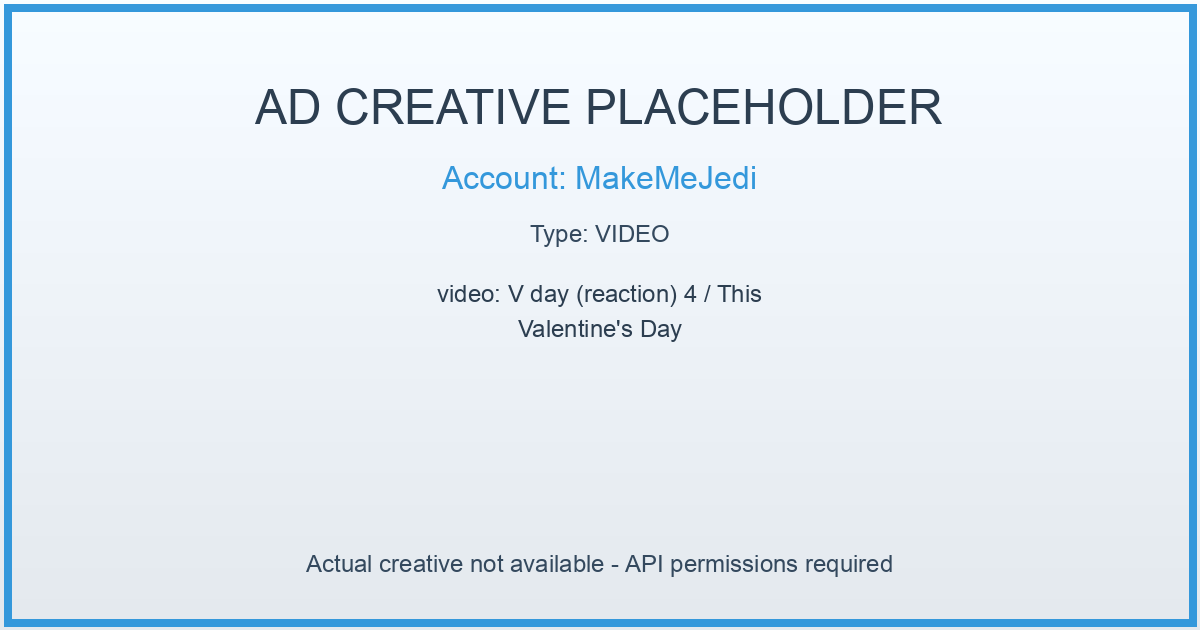 AD CREATIVE PLACEHOLDER
Account: MakeMeJedi
Type: VIDEO
video: V day (reaction) 4 / This
Valentine's Day
Actual creative not available - API permissions required